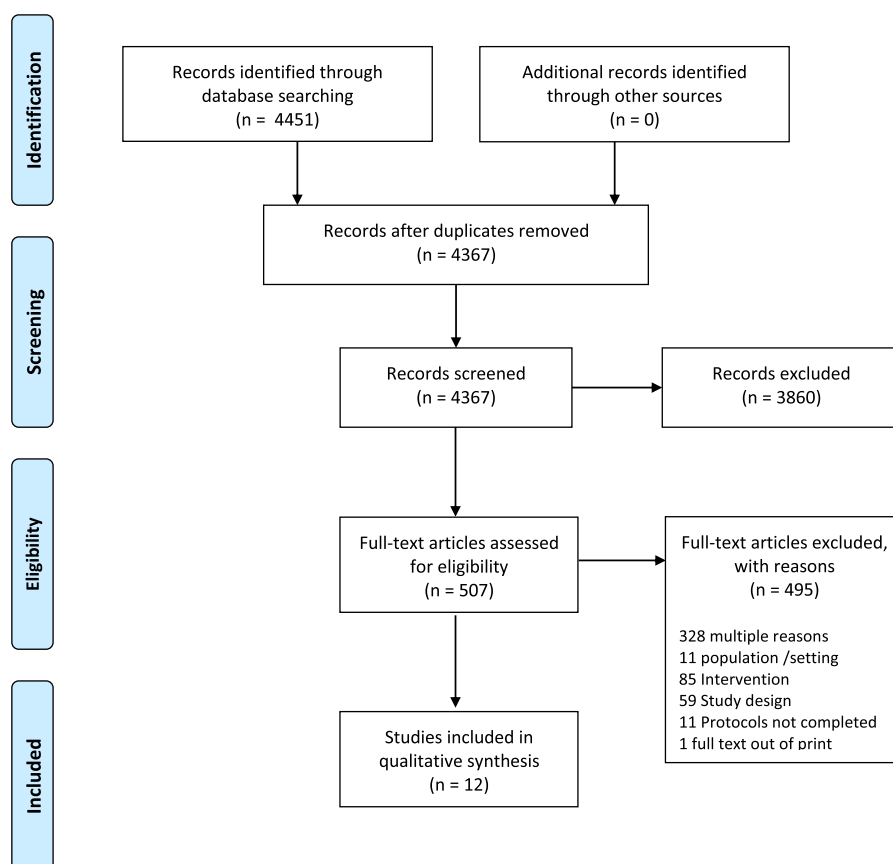 Identification
Records identified through
database searching
(n = 4451)
Additional records identified
through other sources
(n = 0)
Records after duplicates removed
(n = 4367)
Screening
Records screened
(n = 4367)
Records excluded
(n = 3860)
Eligibility
Full-text articles assessed
for eligibility
(n = 507)
Full-text articles excluded,
with reasons
(n = 495)
328 multiple reasons
11 population /setting
85 Intervention
59 Study design
11 Protocols not completed
1 full text out of print
Included
Studies included in
qualitative synthesis
(n = 12)